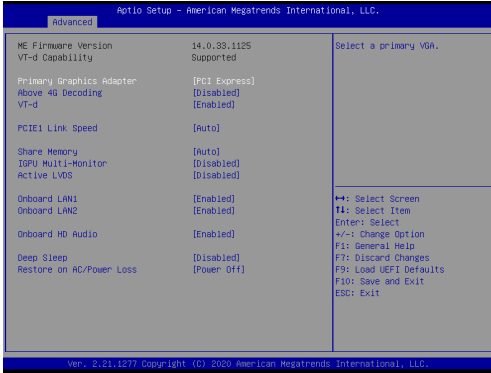 Aptio Setup - American Megatrends International, LLC.
Advanced
ME Firmware Version 14.0.33.1125
VT-d Capability Supported
Primary Graphics Adapter [PCI Express]
Above 4G Decoding [Disabled]
VT-d [Enabled]
PCIE1 Link Speed [Auto]
Share Memory [Auto]
IGPU Multi-Monitor [Disabled]
Active LVDS [Disabled]
Onboard LAN1 [Enabled]
Onboard LAN2 [Enabled]
Onboard HD Audio [Enabled]
Deep Sleep [Disabled]
Restore on AC/Power Loss [Power Off]
Select a primary VGA.
↔: Select Screen
↑↓: Select Item
Enter: Select
+/-: Change Option
F1: General Help
F7: Discard Changes
F9: Load UEFI Defaults
F10: Save and Exit
ESC: Exit
Ver. 2.21.1277 Copyright (C) 2020 American Megatrends International, LLC.